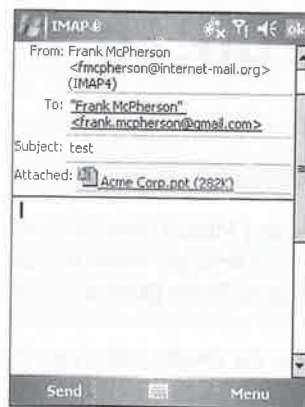 IMAP
ok
From: Frank McPherson
<fmcpherson@internet-mail.org>
(IMAP4)
To: "Frank McPherson"
<frank.mcpherson@gmail.com>
Subject: test
Attached: Acme Corp.ppt (282K)
Send Menu